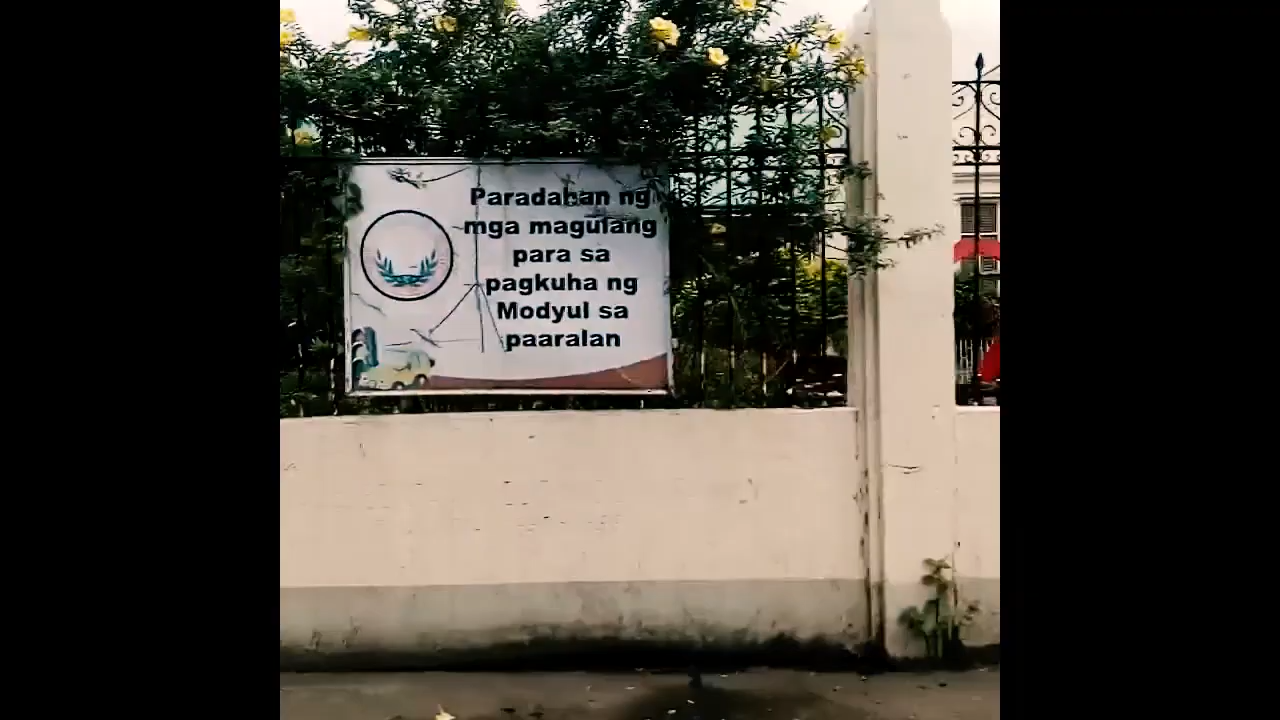 Paradahan ng
mga magulang
para sa
pagkuha ng
Modyul sa
paaralan